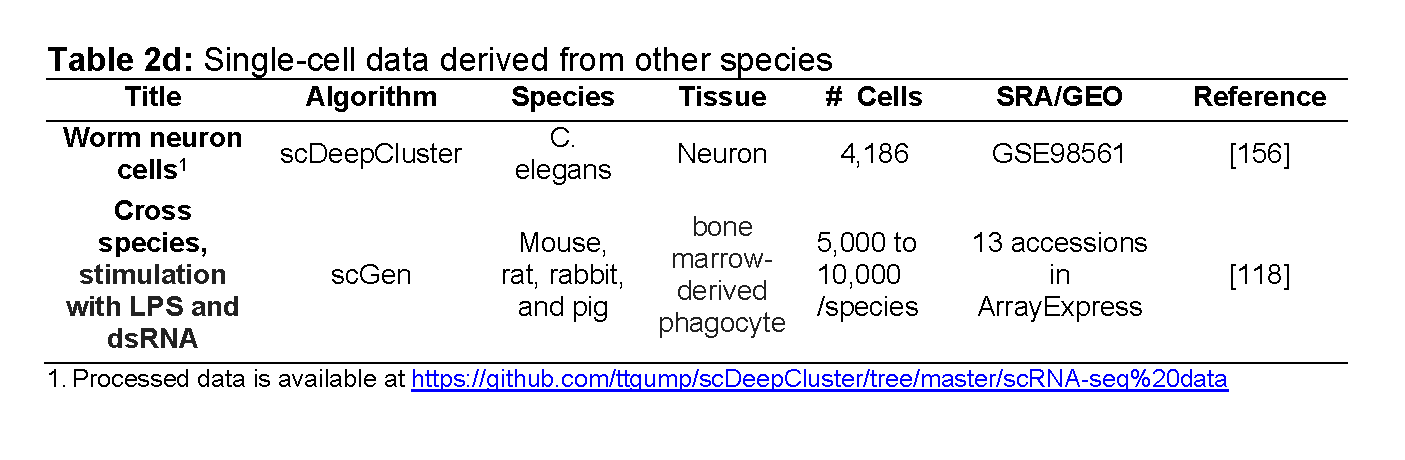 Table 2d: Single-cell data derived from other species
Title Algorithm Species Tissue # Cells SRA/GEO Reference
Worm neuron
cells1
scDeepCluster
C.
elegans
Neuron
4,186
GSE98561
[156]
Cross
species,
stimulation
with LPS and
dsRNA
scGen
Mouse,
rat, rabbit,
and pig
bone
marrow-
derived
phagocyte
5,000 to
10,000
/species
13 accessions
in
ArrayExpress
[118]
1. Processed data is available at https://github.com/ttgump/scDeepCluster/tree/master/scRNA-seq%20data